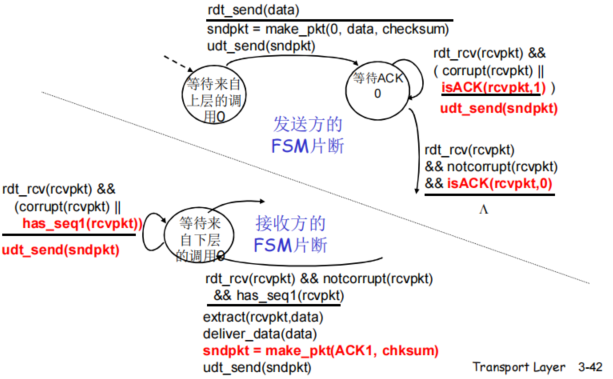 rdt_send(data)
sndpkt = make_pkt(0, data, checksum)
udt_send(sndpkt)
等待来自
上层的调
用0
等待ACK
0
rdt_rcv(rcvpkt) &&
( corrupt(rcvpkt) ||
isACK(rcvpkt,1) )
udt_send(sndpkt)
发送方的
FSM片断
rdt_rcv(rcvpkt)
&& notcorrupt(rcvpkt)
&& isACK(rcvpkt,0)
Λ
rdt_rcv(rcvpkt) &&
(corrupt(rcvpkt) ||
has_seq1(rcvpkt))
udt_send(sndpkt)
等待来
自下层
的调用0
接收方的
FSM片断
rdt_rcv(rcvpkt) && notcorrupt(rcvpkt)
&& has_seq1(rcvpkt)
extract(rcvpkt,data)
deliver_data(data)
sndpkt = make_pkt(ACK1, chksum)
udt_send(sndpkt)
Transport Layer 3-42